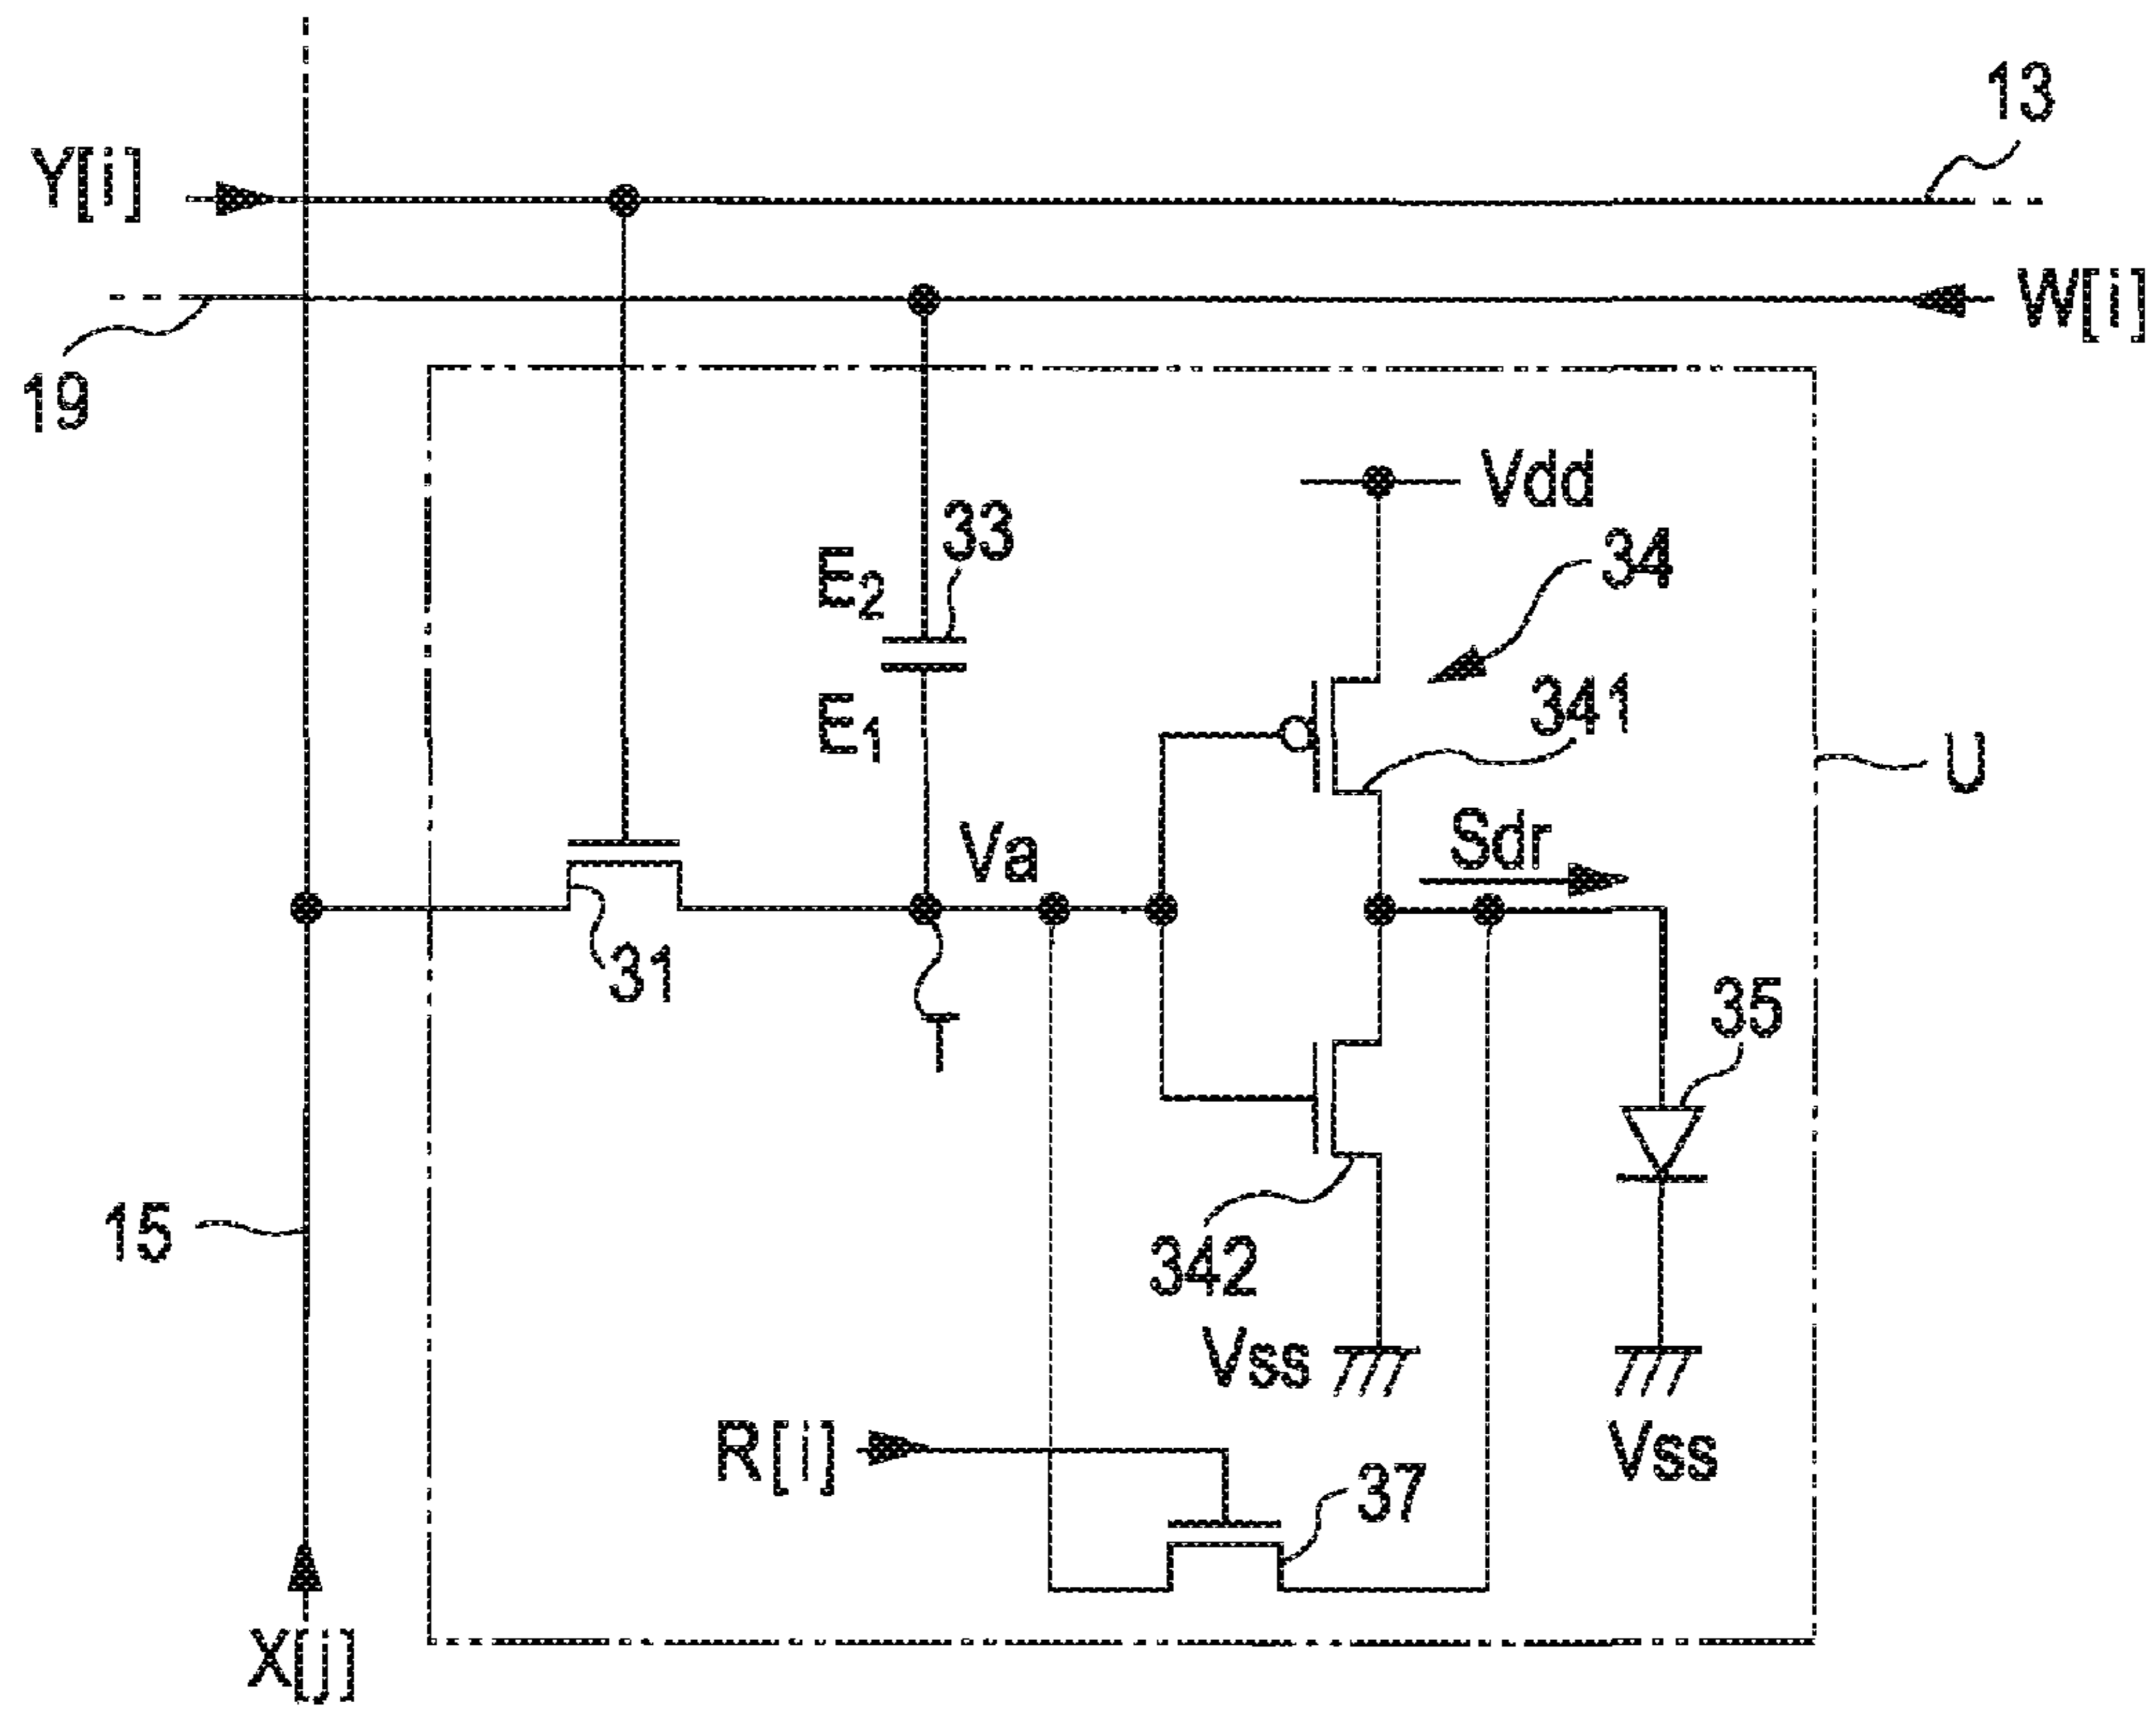 13
Y[i]
W[i]
19
Vdd
33
34
E2
341
E1
U
Va
Sdr
31
35
T
15
342
Vss
R[i]
Vss
37
X[j]